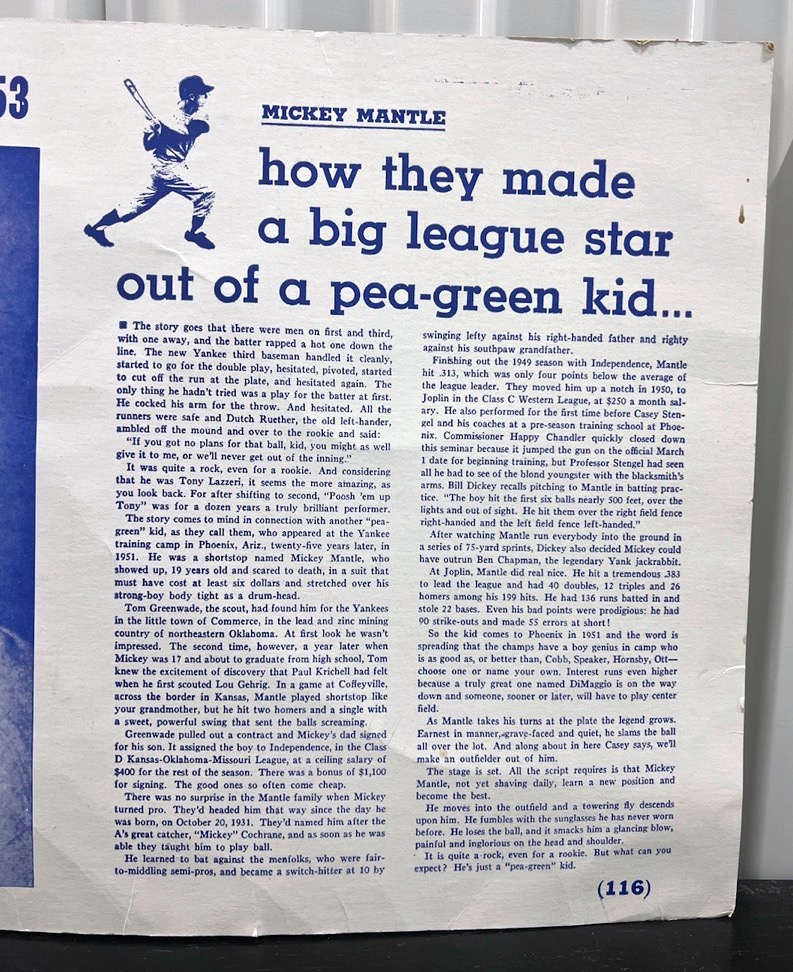 53
MICKEY MANTLE
how they made
a big league star
out of a pea-green kid...
■ The story goes that there were men on first and third,
with one away, and the batter rapped a hot one down the
line. The new Yankee third baseman handled it cleanly,
started to go for the double play, hesitated, pivoted, started
to cut off the run at the plate, and hesitated again. The
only thing he hadn't tried was a play for the batter at first.
He cocked his arm for the throw. And hesitated. All the
runners were safe and Dutch Ruether, the old left-hander,
ambled off the mound and over to the rookie and said:
"If you got no plans for that ball, kid, you might as well
give it to me, or we'll never get out of the inning."
It was quite a rock, even for a rookie. And considering
that he was Tony Lazzeri, it seems the more amazing, as
you look back. For after shifting to second, "Poosh 'em up
Tony" was for a dozen years a truly brilliant performer.
The story comes to mind in connection with another "pea-
green" kid, as they call them, who appeared at the Yankee
training camp in Phoenix, Ariz., twenty-five years later, in
1951. He was a shortstop named Mickey Mantle, who
showed up, 19 years old and scared to death, in a suit that
must have cost at least six dollars and stretched over his
strong-boy body tight as a drum-head.
Tom Greenwade, the scout, had found him for the Yankees
in the little town of Commerce, in the lead and zinc mining
country of northeastern Oklahoma. At first look he wasn't
impressed. The second time, however, a year later when
Mickey was 17 and about to graduate from high school, Tom
knew the excitement of discovery that Paul Krichell had felt
when he first scouted Lou Gehrig. In a game at Coffeyville,
across the border in Kansas, Mantle played shortstop like
your grandmother, but he hit two homers and a single with
a sweet, powerful swing that sent the balls screaming.
Greenwade pulled out a contract and Mickey's dad signed
for his son. It assigned the boy to Independence, in the Class
D Kansas-Oklahoma-Missouri League, at a ceiling salary of
$400 for the rest of the season. There was a bonus of $1,100
for signing. The good ones so often come cheap.
There was no surprise in the Mantle family when Mickey
turned pro. They'd headed him that way since the day he
was born, on October 20, 1931. They'd named him after the
A's great catcher, "Mickey" Cochrane, and as soon as he was
able they taught him to play ball.
He learned to bat against the menfolks, who were fair-
to-middling semi-pros, and became a switch-hitter at 10 by
swinging lefty against his right-handed father and righty
against his southpaw grandfather.
Finishing out the 1949 season with Independence, Mantle
hit .313, which was only four points below the average of
the league leader. They moved him up a notch in 1950, to
Joplin in the Class C Western League, at $250 a month sal-
ary. He also performed for the first time before Casey Sten-
gel and his coaches at a pre-season training school at Phoe-
nix. Commissioner Happy Chandler quickly closed down
this seminar because it jumped the gun on the official March
1 date for beginning training, but Professor Stengel had seen
all he had to see of the blond youngster with the blacksmith's
arms. Bill Dickey recalls pitching to Mantle in batting prac-
tice. "The boy hit the first six balls nearly 500 feet, over the
lights and out of sight. He hit them over the right field fence
right-handed and the left field fence left-handed."
After watching Mantle run everybody into the ground in
a series of 75-yard sprints, Dickey also decided Mickey could
have outrun Ben Chapman, the legendary Yank jackrabbit.
At Joplin, Mantle did real nice. He hit a tremendous .383
to lead the league and had 40 doubles, 12 triples and 26
homers among his 199 hits. He had 136 runs batted in and
stole 22 bases. Even his bad points were prodigious: he had
90 strike-outs and made 55 errors at short!
So the kid comes to Phoenix in 1951 and the word is
spreading that the champs have a boy genius in camp who
is as good as, or better than, Cobb, Speaker, Hornsby, Ott—
choose one or name your own. Interest runs even higher
because a truly great one named DiMaggio is on the way
down and someone, sooner or later, will have to play center
field.
As Mantle takes his turns at the plate the legend grows.
Earnest in manner, grave-faced and quiet, he slams the ball
all over the lot. And along about in here Casey says, we'll
make an outfielder out of him.
The stage is set. All the script requires is that Mickey
Mantle, not yet shaving daily, learn a new position and
become the best.
He moves into the outfield and a towering fly descends
upon him. He fumbles with the sunglasses he has never worn
before. He loses the ball, and it smacks him a glancing blow,
painful and inglorious on the head and shoulder.
It is quite a rock, even for a rookie. But what can you
expect? He's just a "pea-green" kid.
(116)